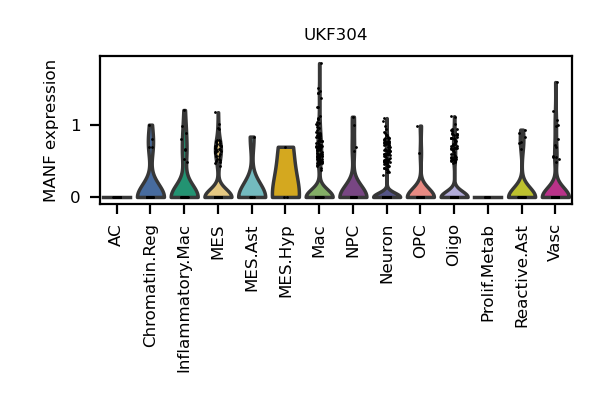 UKF304
MANF expression
1
0
AC
Chromatin.Reg
Inflammatory.Mac
MES
MES.Ast
MES.Hyp
Mac
NPC
Neuron
OPC
Oligo
Prolif.Metab
Reactive.Ast
Vasc